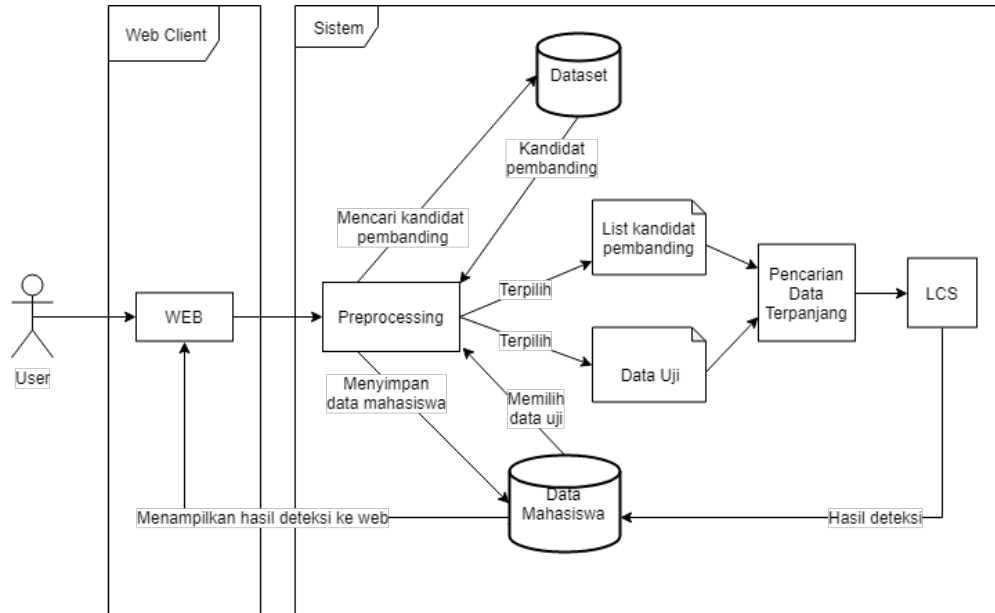 Web Client
Sistem
Dataset
Kandidat
pembanding
Mencari kandidat
pembanding
List kandidat
pembanding
Terpilih
Pencarian
Data
Terpanjang
LCS
WEB
Preprocessing
Terpilih
User
Data Uji
Menyimpan
data mahasiswa
Memilih
data uji
Data
Mahasiswa
Menampilkan hasil deteksi ke web
Hasil deteksi